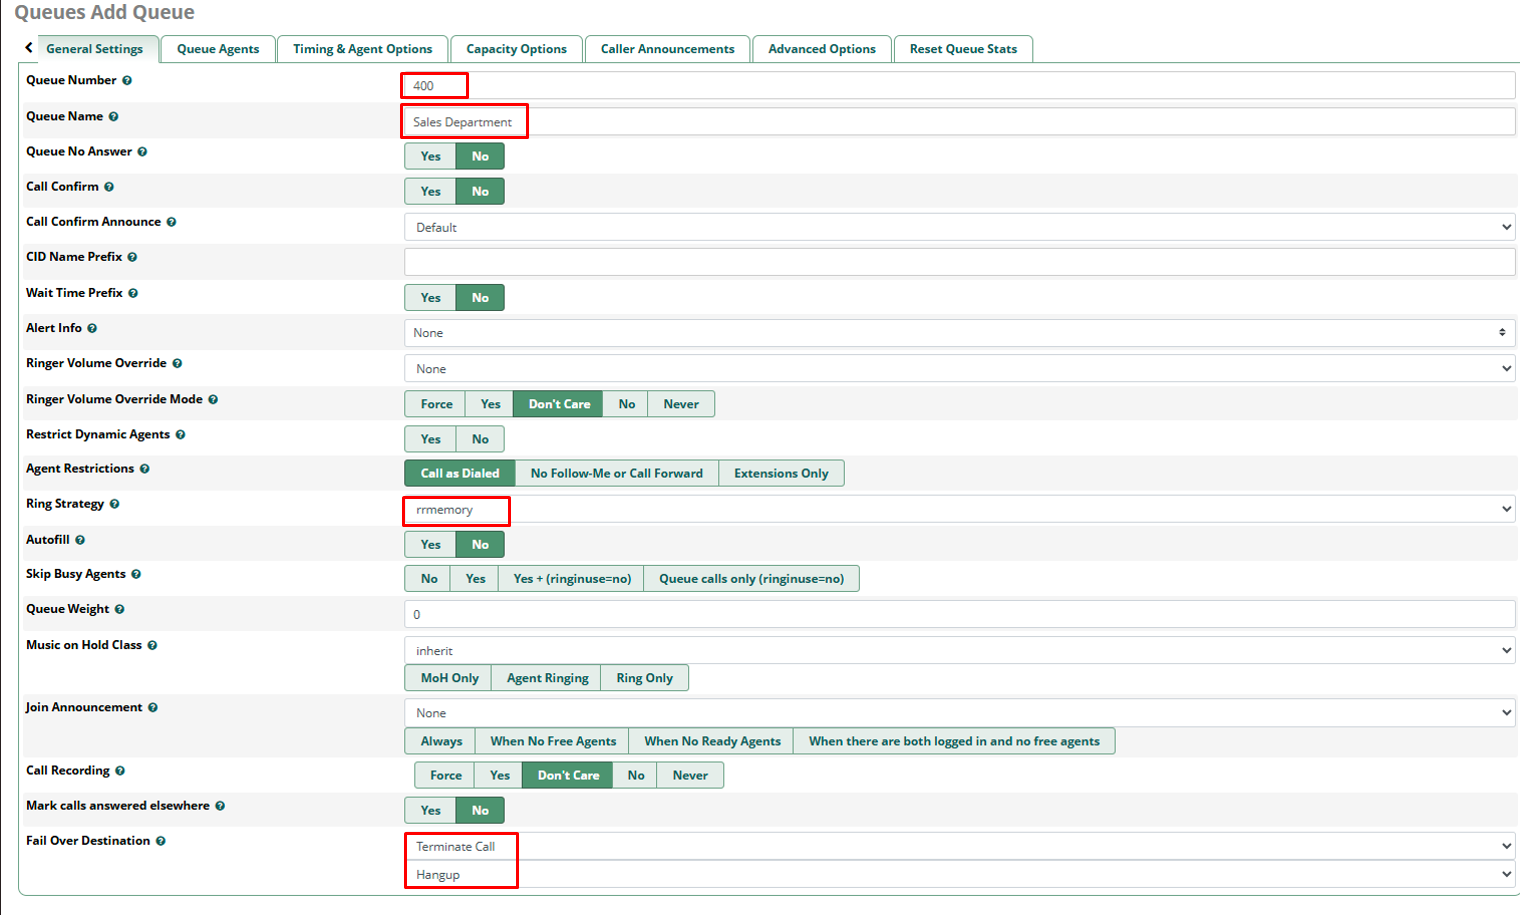 Queues Add Queue
General Settings Queue Agents Timing & Agent Options Capacity Options Caller Announcements Advanced Options Reset Queue Stats
Queue Number 400
Queue Name Sales Department
Queue No Answer Yes No
Call Confirm Yes No
Call Confirm Announce Default
CID Name Prefix
Wait Time Prefix Yes No
Alert Info None
Ringer Volume Override None
Ringer Volume Override Mode Force Yes Don't Care No Never
Restrict Dynamic Agents Yes No
Agent Restrictions Call as Dialed No Follow-Me or Call Forward Extensions Only
Ring Strategy rrmemory
Autofill Yes No
Skip Busy Agents No Yes Yes + (ringinuse=no) Queue calls only (ringinuse=no)
Queue Weight 0
Music on Hold Class inherit
MoH Only Agent Ringing Ring Only
Join Announcement None
Always When No Free Agents When No Ready Agents When there are both logged in and no free agents
Call Recording Force Yes Don't Care No Never
Mark calls answered elsewhere Yes No
Fail Over Destination Terminate Call
Hangup